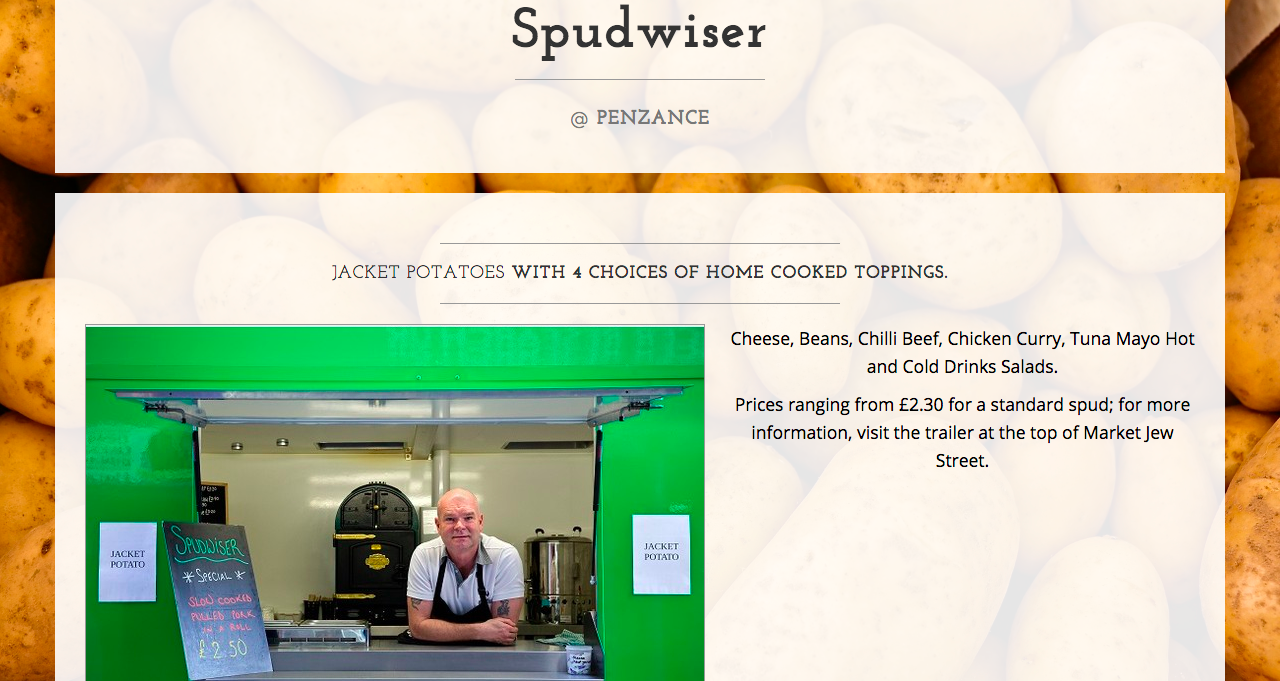 Spudwiser
@ PENZANCE
JACKET POTATOES WITH 4 CHOICES OF HOME COOKED TOPPINGS.
Cheese, Beans, Chilli Beef, Chicken Curry, Tuna Mayo Hot
and Cold Drinks Salads.
Prices ranging from £2.30 for a standard spud; for more
information, visit the trailer at the top of Market Jew
Street.
JACKET
POTATO
SPUDWISER
* SPECIAL *
SLOW COOKED
PULLED PORK
IN A ROLL
£2.50
JACKET
POTATO